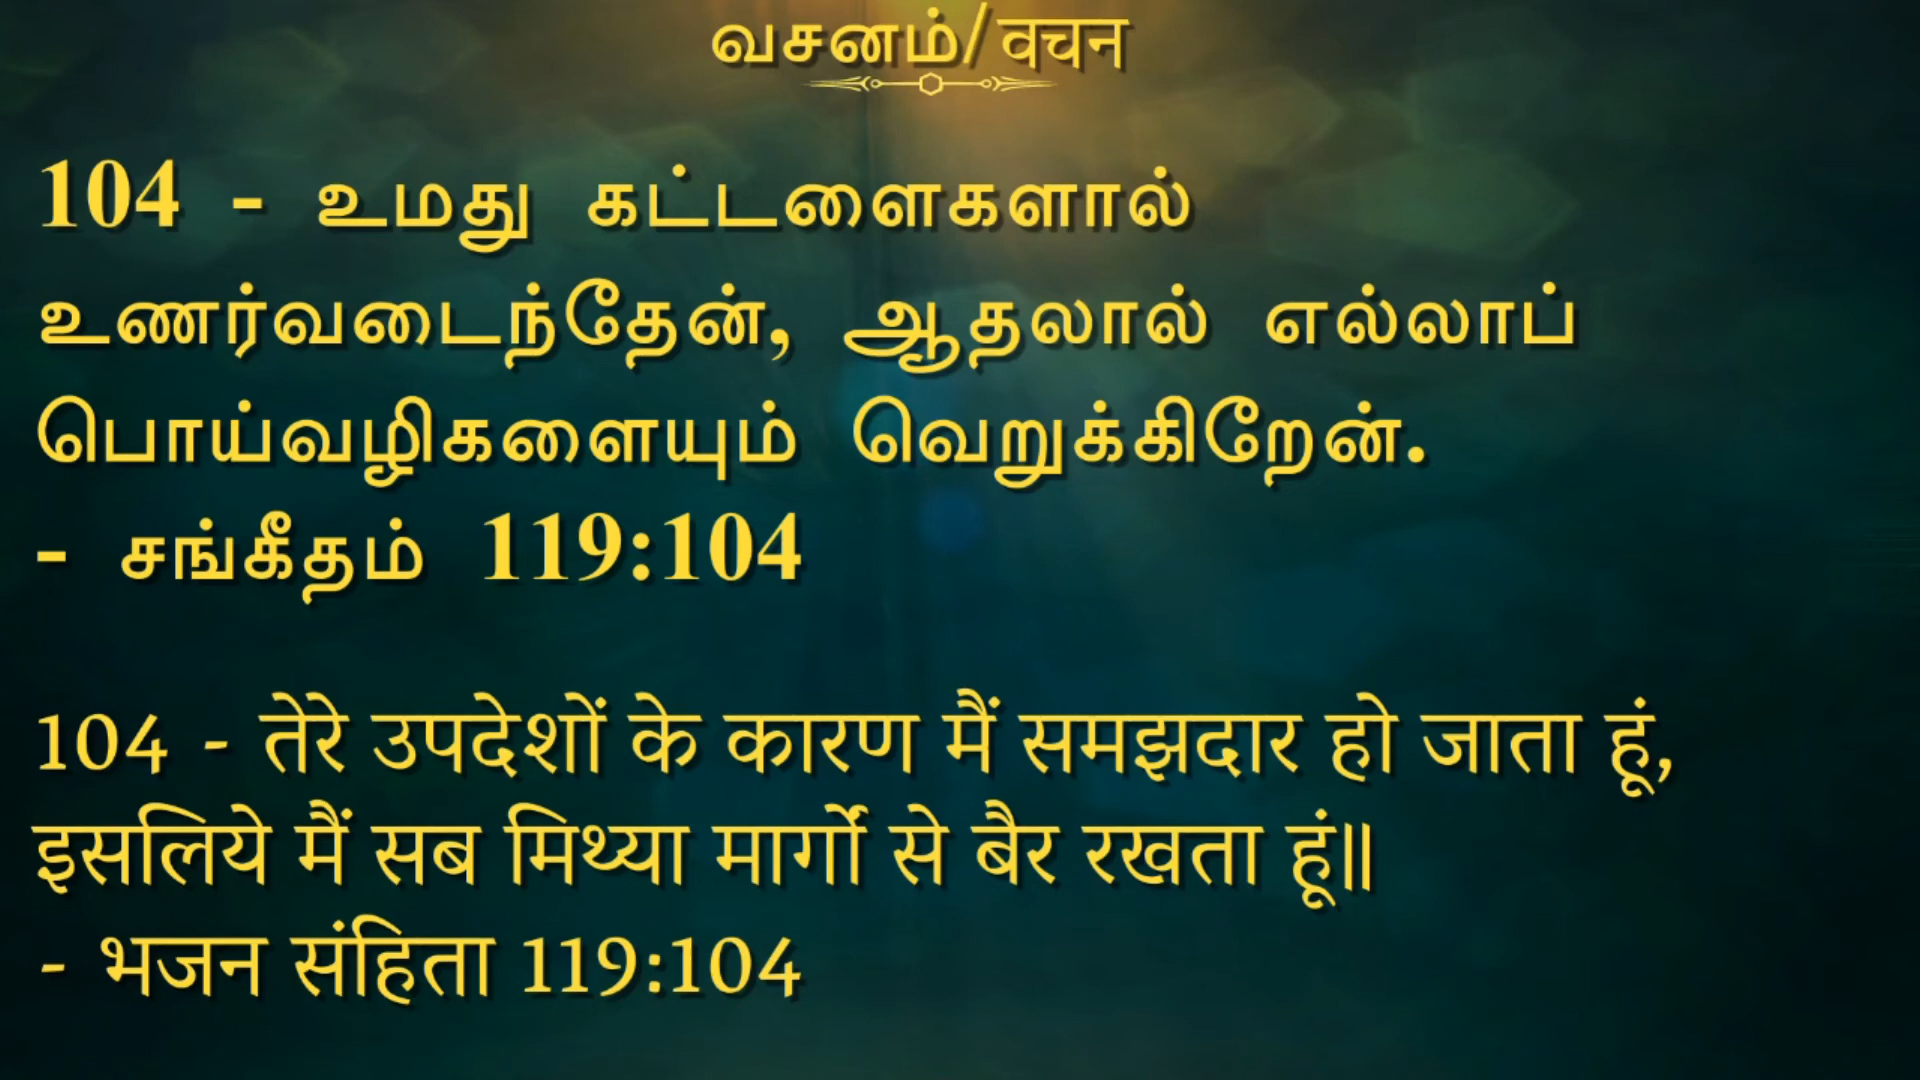 வசனம்/वचन
104 - உமது கட்டளைகளால்
உணர்வடைந்தேன், ஆதலால் எல்லாப்
பொய்வழிகளையும் வெறுக்கிறேன்.
- சங்கீதம் 119:104
104 - तेरे उपदेशों के कारण मैं समझदार हो जाता हूं,
इसलिये मैं सब मिथ्या मार्गो से बैर रखता हूं॥
- भजन संहिता 119:104